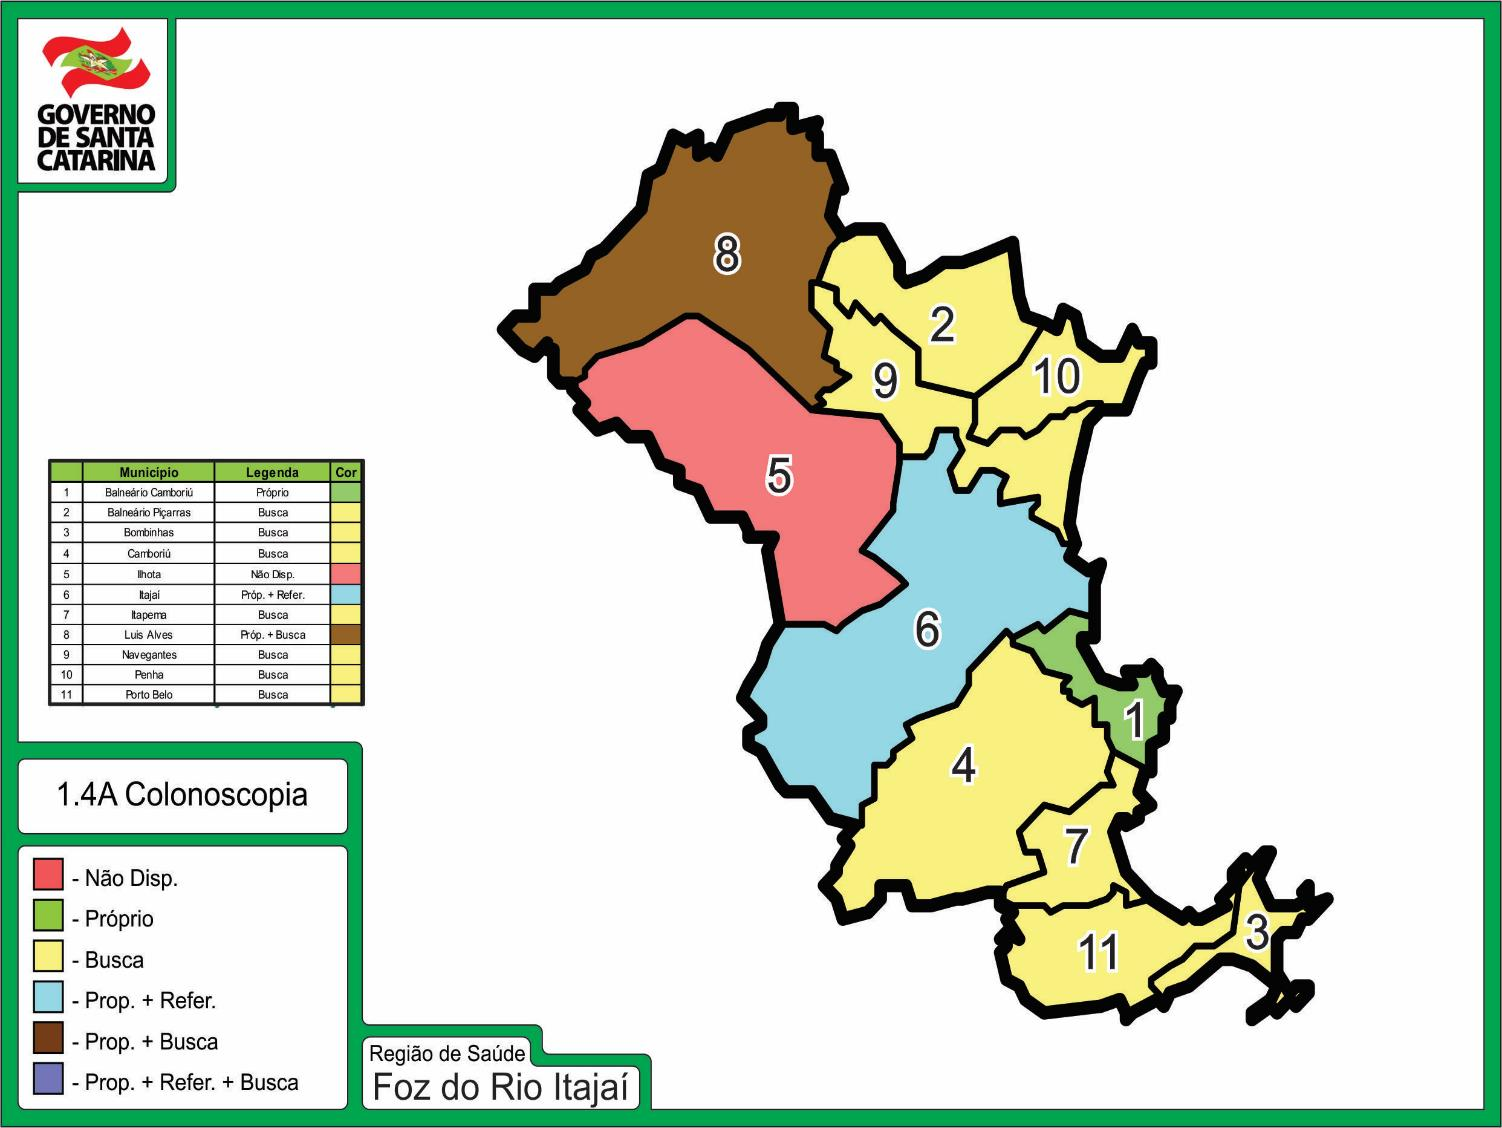 GOVERNO
DE SANTA
CATARINA
8
2
10
9
5
6
1
4
7
3
11
Município Legenda Cor
1 Balneário Camboriú Próprio
2 Balneário Piçarras Busca
3 Bombinhas Busca
4 Camboriú Busca
5 Ilhota Não Disp.
6 Itajaí Próp. + Refer.
7 Itapema Busca
8 Luis Alves Próp. + Busca
9 Navegantes Busca
10 Penha Busca
11 Porto Belo Busca
1.4A Colonoscopia
- Não Disp.
- Próprio
- Busca
- Prop. + Refer.
- Prop. + Busca
- Prop. + Refer. + Busca
Região de Saúde
Foz do Rio Itajaí